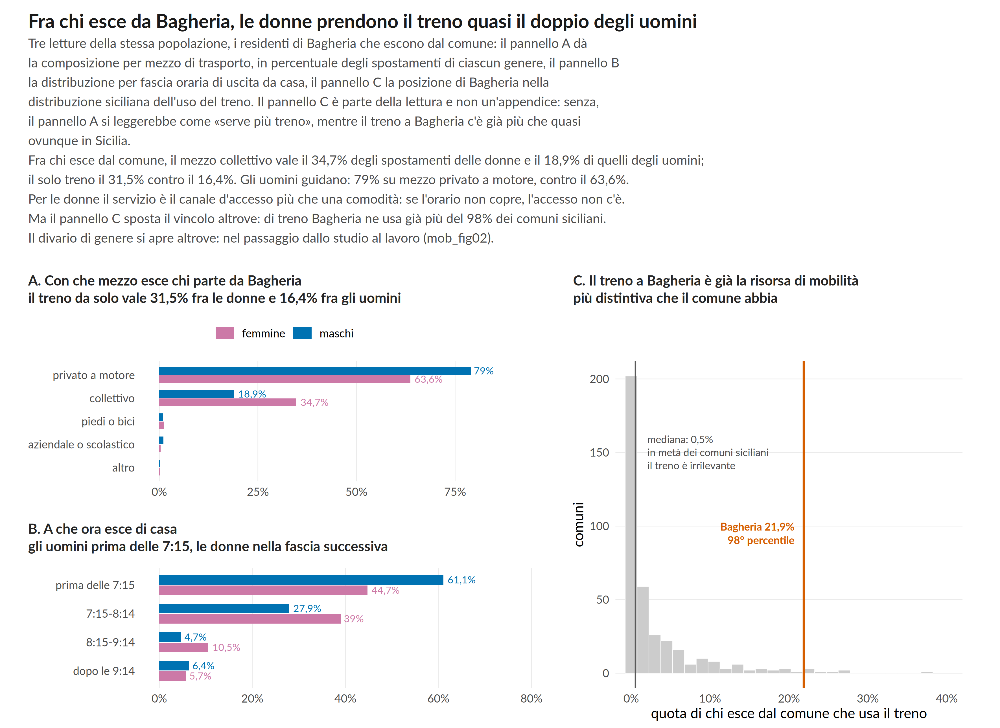 Fra chi esce da Bagheria, le donne prendono il treno quasi il doppio degli uomini
Tre letture della stessa popolazione, i residenti di Bagheria che escono dal comune: il pannello A dà
la composizione per mezzo di trasporto, in percentuale degli spostamenti di ciascun genere, il pannello B
la distribuzione per fascia oraria di uscita da casa, il pannello C la posizione di Bagheria nella
distribuzione siciliana dell'uso del treno. Il pannello C è parte della lettura e non un'appendice: senza,
il pannello A si leggerebbe come «serve più treno», mentre il treno a Bagheria c'è già più che quasi
ovunque in Sicilia.
Fra chi esce dal comune, il mezzo collettivo vale il 34,7% degli spostamenti delle donne e il 18,9% di quelli degli uomini;
il solo treno il 31,5% contro il 16,4%. Gli uomini guidano: 79% su mezzo privato a motore, contro il 63,6%.
Per le donne il servizio è il canale d'accesso più che una comodità: se l'orario non copre, l'accesso non c'è.
Ma il pannello C sposta il vincolo altrove: di treno Bagheria ne usa già più del 98% dei comuni siciliani.
Il divario di genere si apre altrove: nel passaggio dallo studio al lavoro (mob_fig02).
A. Con che mezzo esce chi parte da Bagheria
il treno da solo vale 31,5% fra le donne e 16,4% fra gli uomini
femmine maschi
privato a motore
79%
63,6%
collettivo
18,9%
34,7%
piedi o bici
aziendale o scolastico
altro
0% 25% 50% 75%
B. A che ora esce di casa
gli uomini prima delle 7:15, le donne nella fascia successiva
prima delle 7:15
61,1%
44,7%
7:15-8:14
27,9%
39%
8:15-9:14
4,7%
10,5%
dopo le 9:14
6,4%
5,7%
0% 20% 40% 60% 80%
C. Il treno a Bagheria è già la risorsa di mobilità
più distintiva che il comune abbia
comuni
200
150
100
50
0
mediana: 0,5%
in metà dei comuni siciliani
il treno è irrilevante
Bagheria 21,9%
98° percentile
0% 10% 20% 30% 40%
quota di chi esce dal comune che usa il treno